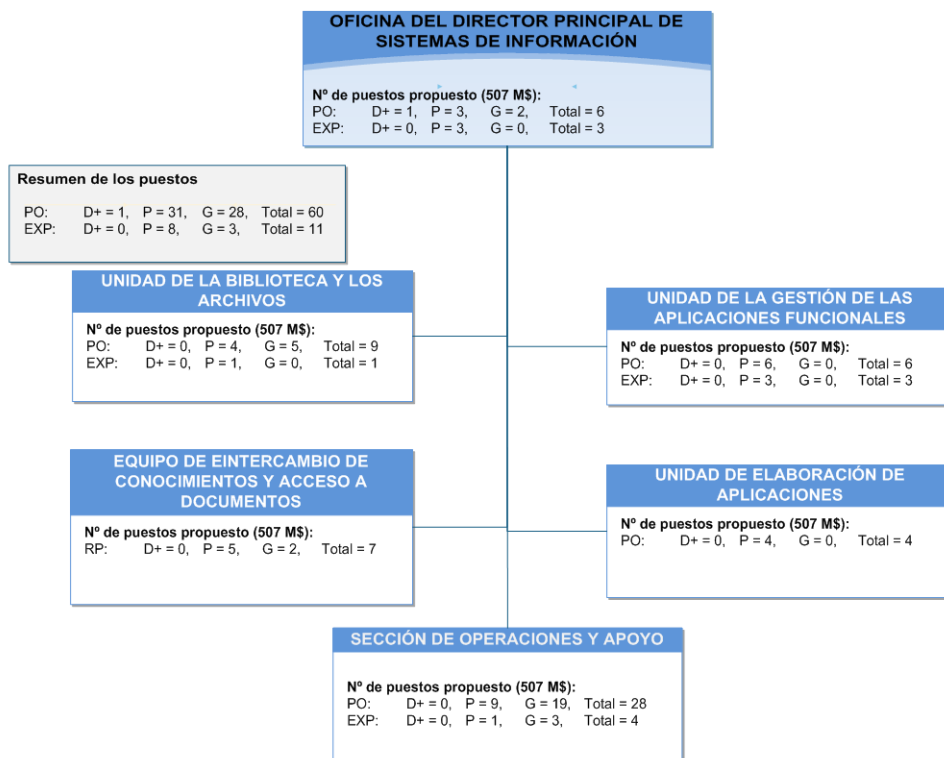 OFICINA DEL DIRECTOR PRINCIPAL DE
SISTEMAS DE INFORMACIÓN
Nº de puestos propuesto (507 M$):
PO: D+ = 1, P = 3, G = 2, Total = 6
EXP: D+ = 0, P = 3, G = 0, Total = 3
Resumen de los puestos
PO: D+ = 1, P = 31, G = 28, Total = 60
EXP: D+ = 0, P = 8, G = 3, Total = 11
UNIDAD DE LA BIBLIOTECA Y LOS
ARCHIVOS
Nº de puestos propuesto (507 M$):
PO: D+ = 0, P = 4, G = 5, Total = 9
EXP: D+ = 0, P = 1, G = 0, Total = 1
UNIDAD DE LA GESTIÓN DE LAS
APLICACIONES FUNCIONALES
Nº de puestos propuesto (507 M$):
PO: D+ = 0, P = 6, G = 0, Total = 6
EXP: D+ = 0, P = 3, G = 0, Total = 3
EQUIPO DE EINTERCAMBIO DE
CONOCIMIENTOS Y ACCESO A
DOCUMENTOS
Nº de puestos propuesto (507 M$):
RP: D+ = 0, P = 5, G = 2, Total = 7
UNIDAD DE ELABORACIÓN DE
APLICACIONES
Nº de puestos propuesto (507 M$):
PO: D+ = 0, P = 4, G = 0, Total = 4
SECCIÓN DE OPERACIONES Y APOYO
Nº de puestos propuesto (507 M$):
PO: D+ = 0, P = 9, G = 19, Total = 28
EXP: D+ = 0, P = 1, G = 3, Total = 4